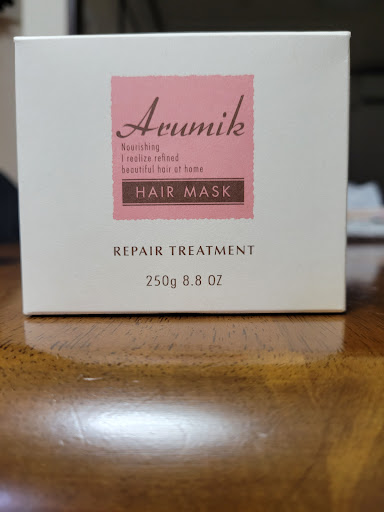 Arumik
Nourishing
I realize refined
beautiful hair at home
HAIR MASK
REPAIR TREATMENT
250g 8.8 OZ